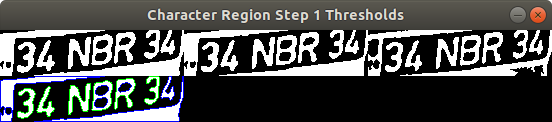 Character Region Step 1 Thresholds
34 NBR 34 34 NBR 34 34 NBR 34
34 NBR 34